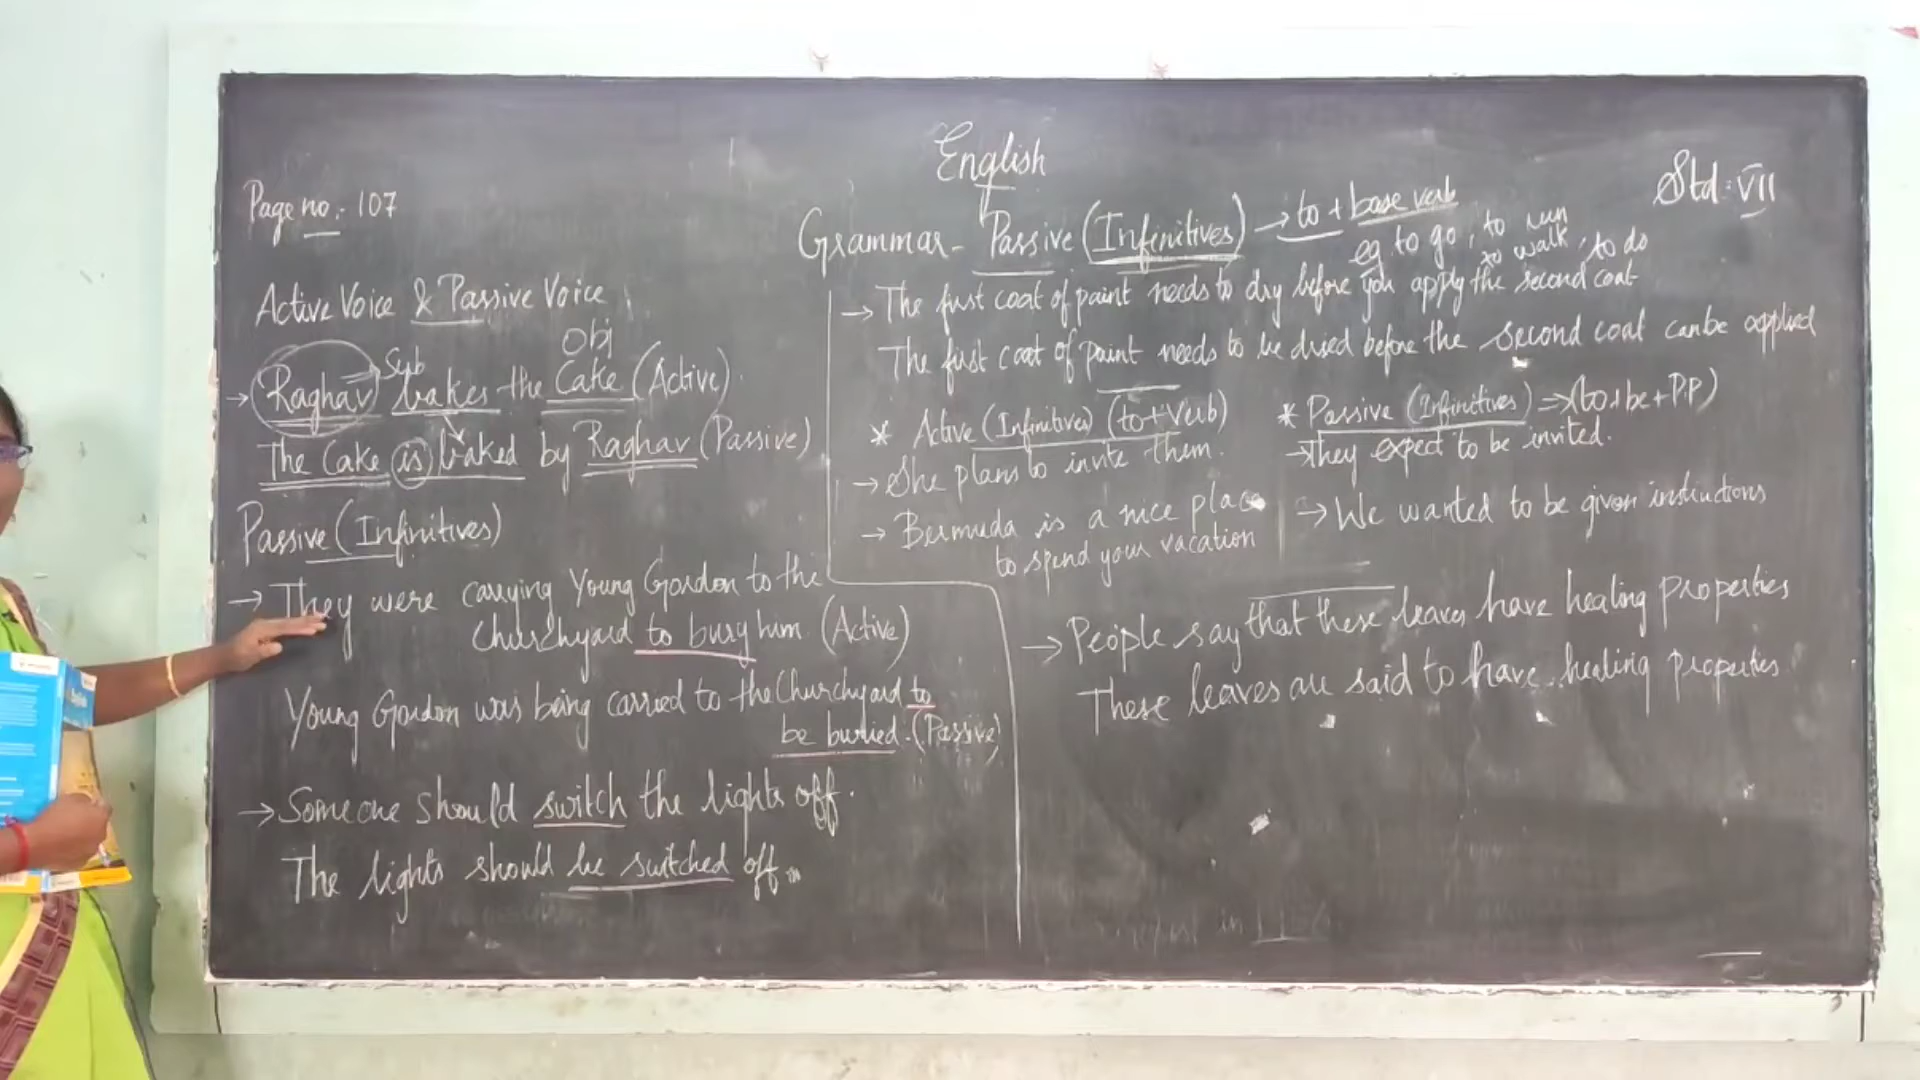 English
Std: VII
Page no:- 107
Grammar - Passive (Infinitives) → to + base verb
eg to go, to run
to walk, to do
Active Voice & Passive Voice
Obj
Sub
→ Raghav bakes the Cake (Active).
The Cake is baked by Raghav (Passive)
Passive (Infinitives)
→ They were carrying Young Gordon to the
Churchyard to bury him. (Active)
Young Gordon was being carried to the Churchyard to
be buried. (Passive)
→ Someone should switch the lights off.
The lights should be switched off.
→ The first coat of paint needs to dry before you apply the second coat
The first coat of paint needs to be dried before the second coat can be applied
* Active (Infinitives) (to + Verb)
→ She plans to invite them.
→ Bermuda is a nice place
to spend your vacation
* Passive (Infinitives) ⇒ (to + be + P.P)
→ They expect to be invited.
→ We wanted to be given instructions
→ People say that these leaves have healing properties
These leaves are said to have healing properties.